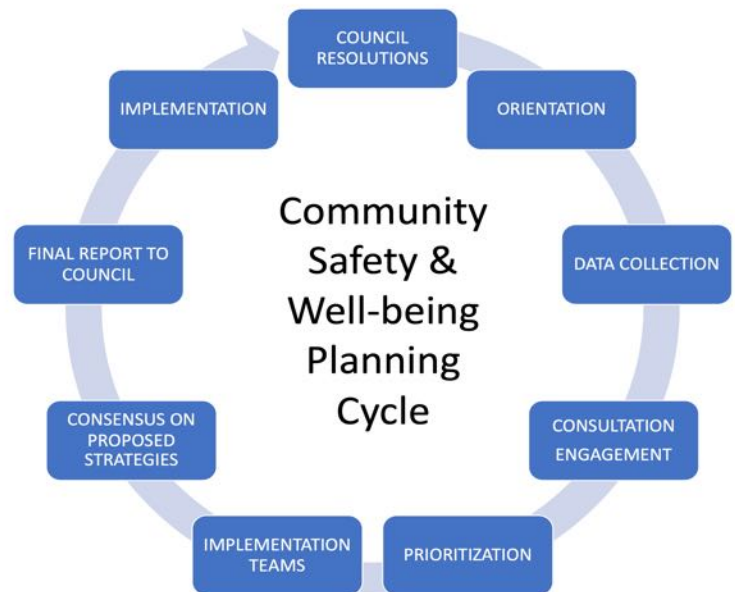 COUNCIL
RESOLUTIONS
ORIENTATION
DATA COLLECTION
CONSULTATION
ENGAGEMENT
PRIORITIZATION
IMPLEMENTATION
TEAMS
CONSENSUS ON
PROPOSED
STRATEGIES
FINAL REPORT TO
COUNCIL
IMPLEMENTATION
Community
Safety &
Well-being
Planning
Cycle